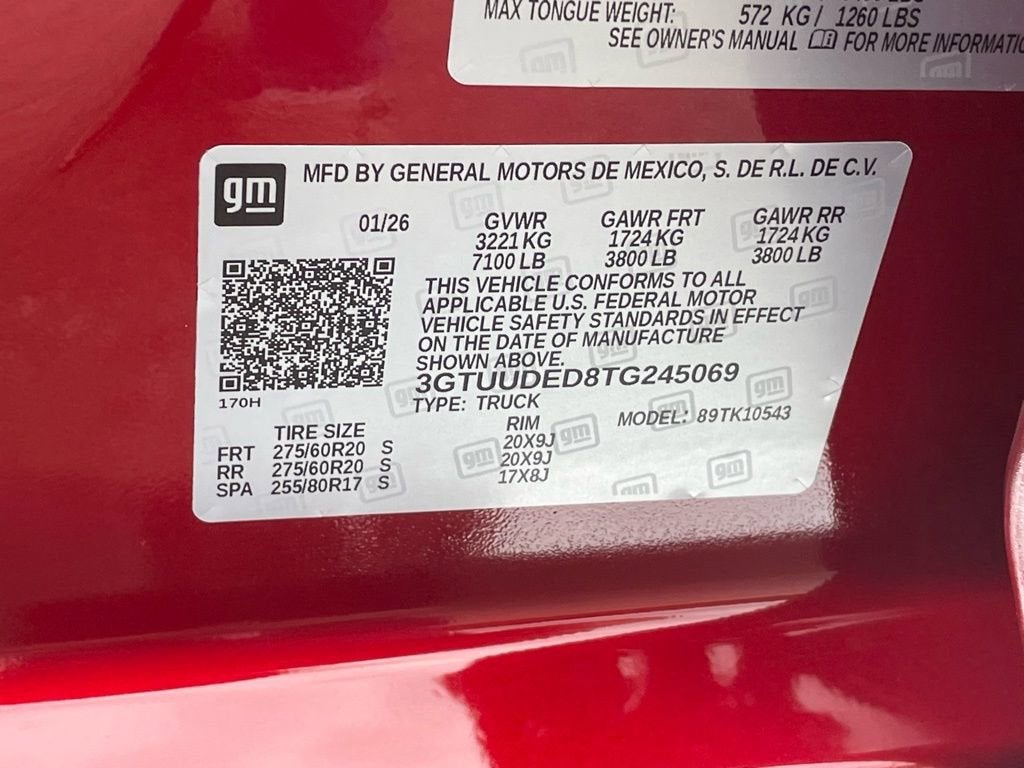 MAX TONGUE WEIGHT: 572 KG / 1260 LBS
SEE OWNER'S MANUAL FOR MORE
gm MFD BY GENERAL MOTORS DE MEXICO, S. DE R.L. DE C.V.
01/26 GVWR GAWR FRT GAWR RR
3221 KG 1724 KG 1724 KG
7100 LB 3800 LB 3800 LB
THIS VEHICLE CONFORMS TO ALL
APPLICABLE U.S. FEDERAL MOTOR
VEHICLE SAFETY STANDARDS IN EFFECT
ON THE DATE OF MANUFACTURE
SHOWN ABOVE.
3GTUUDED8TG245069
170H
TYPE: TRUCK MODEL: 89TK10543
TIRE SIZE RIM
FRT 275/60R20 S 20X9J
RR 275/60R20 S 20X9J
SPA 255/80R17 S 17X8J